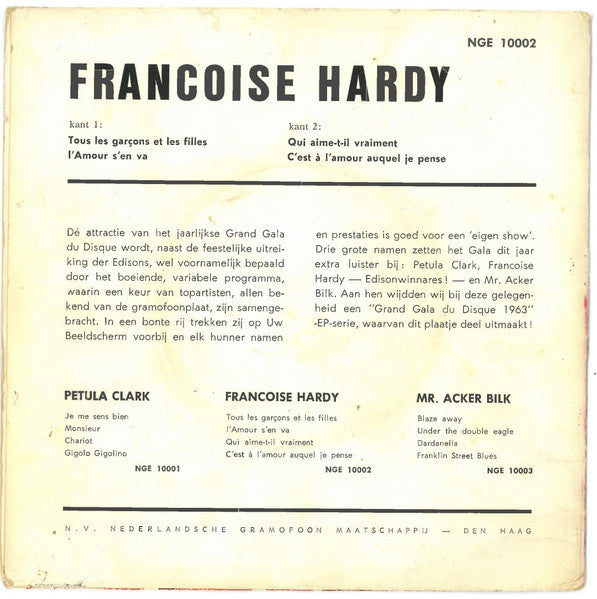 NGE 10002
FRANCOISE HARDY
kant 1:
Tous les garçons et les filles
l'Amour s'en va
kant 2:
Qui aime-t-il vraiment
C'est à l'amour auquel je pense
Dé attractie van het jaarlijkse Grand Gala
du Disque wordt, naast de feestelijke uitrei-
king der Edisons, wel voornamelijk bepaald
door het boeiende, variabele programma,
waarin een keur van topartisten, allen be-
kend van de gramofoonplaat, zijn samenge-
bracht. In een bonte rij trekken zij op Uw
Beeldscherm voorbij en elk hunner namen
en prestaties is goed voor een 'eigen show'.
Drie grote namen zetten het Gala dit jaar
extra luister bij: Petula Clark, Francoise
Hardy — Edisonwinnares! — en Mr. Acker
Bilk. Aan hen wijdden wij bij deze gelegen-
heid een "Grand Gala du Disque 1963"
-EP-serie, waarvan dit plaatje deel uitmaakt!
PETULA CLARK
Je me sens bien
Monsieur
Chariot
Gigolo Gigolino
NGE 10001
FRANCOISE HARDY
Tous les garçons et les filles
l'Amour s'en va
Qui aime-t-il vraiment
C'est à l'amour auquel je pense
NGE 10002
MR. ACKER BILK
Blaze away
Under the double eagle
Dardanella
Franklin Street Blues
NGE 10003
N.V. NEDERLANDSCHE GRAMOFOON MAATSCHAPPIJ — DEN HAAG